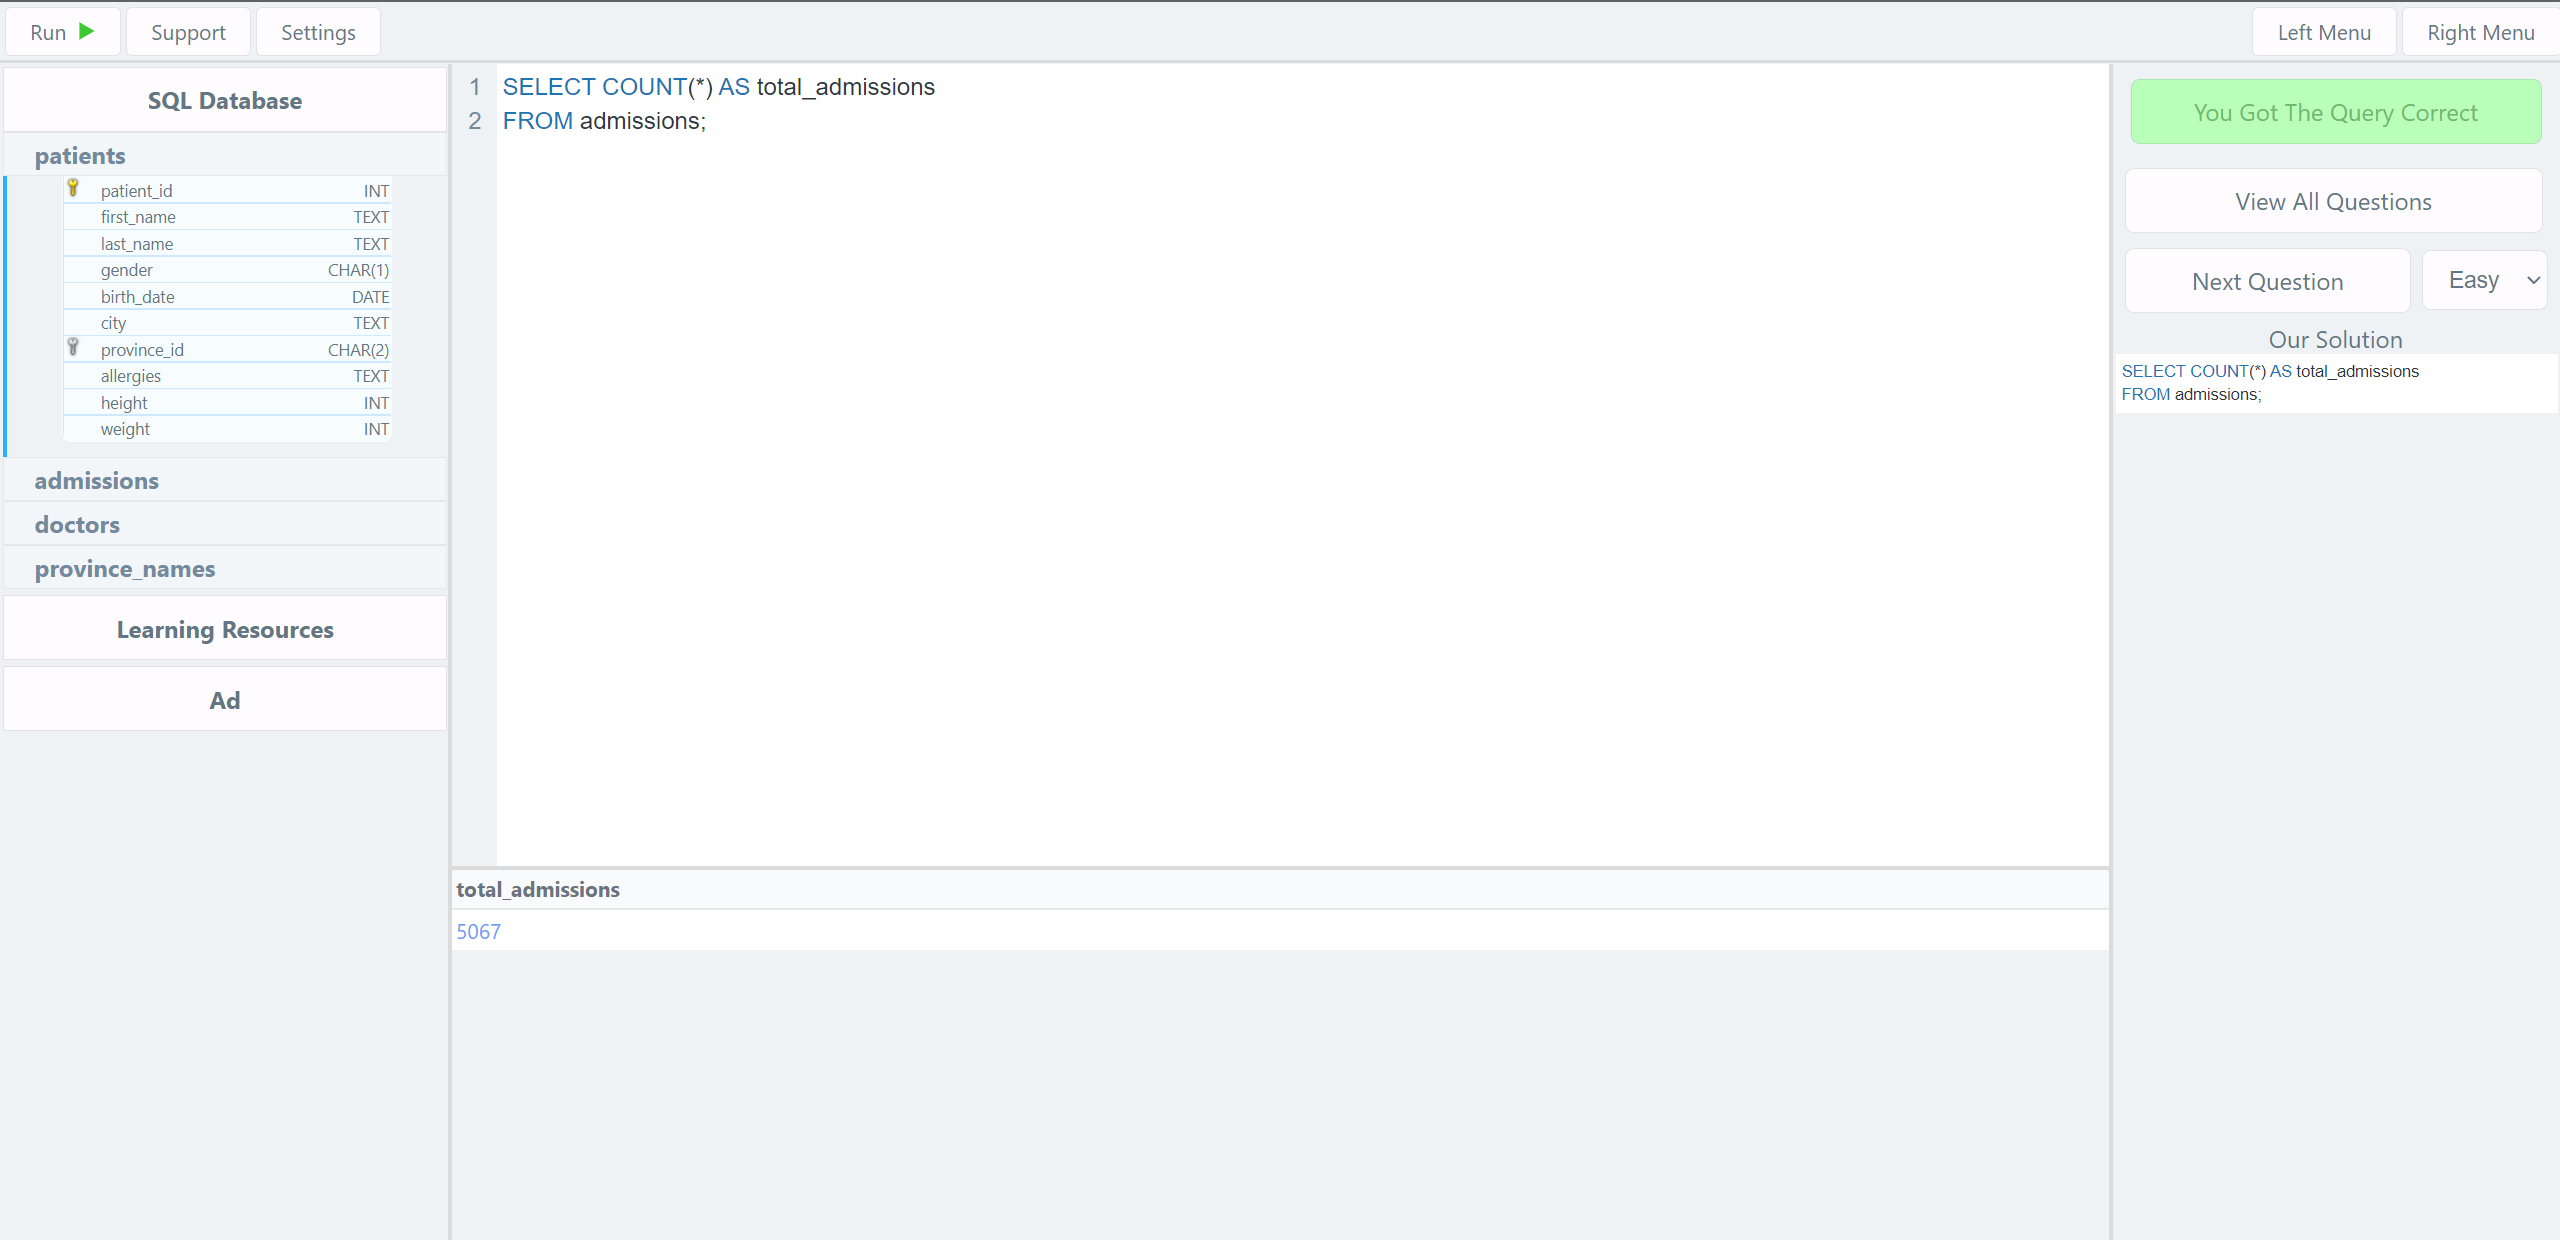 Run
Support
Settings
Left Menu
Right Menu
SQL Database
patients
patient_id INT
first_name TEXT
last_name TEXT
gender CHAR(1)
birth_date DATE
city TEXT
province_id CHAR(2)
allergies TEXT
height INT
weight INT
admissions
doctors
province_names
Learning Resources
Ad
1 SELECT COUNT(*) AS total_admissions
2 FROM admissions;
total_admissions
5067
You Got The Query Correct
View All Questions
Next Question
Easy
Our Solution
SELECT COUNT(*) AS total_admissions
FROM admissions;